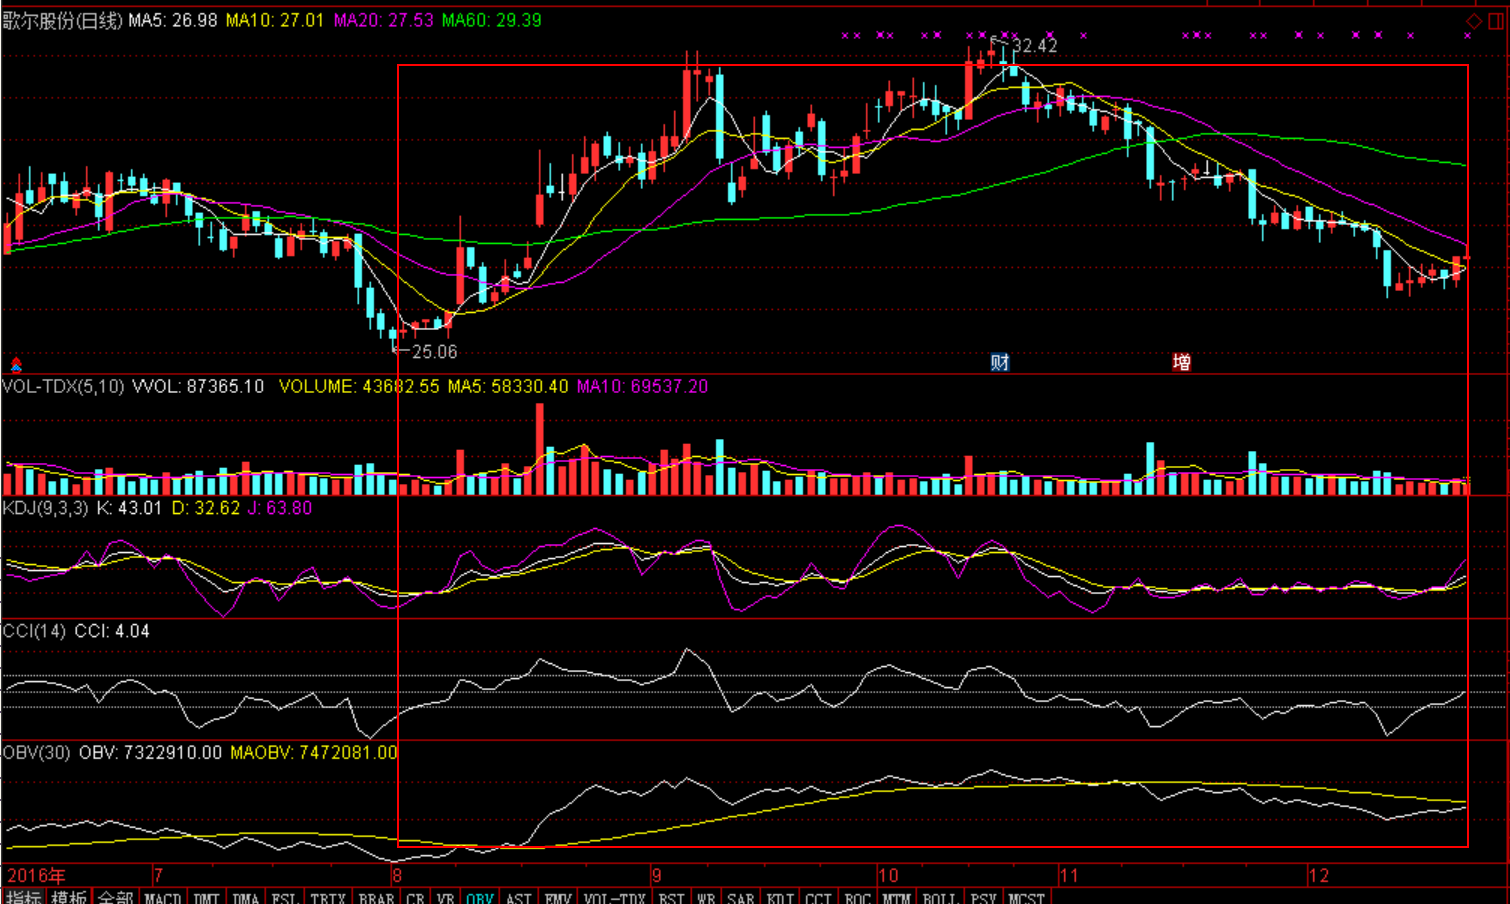 歌尔股份(日线) MA5: 26.98 MA10: 27.01 MA20: 27.53 MA60: 29.39
32.42
25.06
财 增
VOL-TDX(5,10) VVOL: 87365.10 VOLUME: 43682.55 MA5: 58330.40 MA10: 69537.20
KDJ(9,3,3) K: 43.01 D: 32.62 J: 63.80
CCI(14) CCI: 4.04
OBV(30) OBV: 7322910.00 MAOBV: 7472081.00
2016年 7 8 9 10 11 12
指标 模板 全部 MACD DMI DMA FSL TRIX BRAR CR VR OBV ASI EMV VOL-TDX RSI WR SAR KDJ CCI ROC MTM BOLL PSY MCST